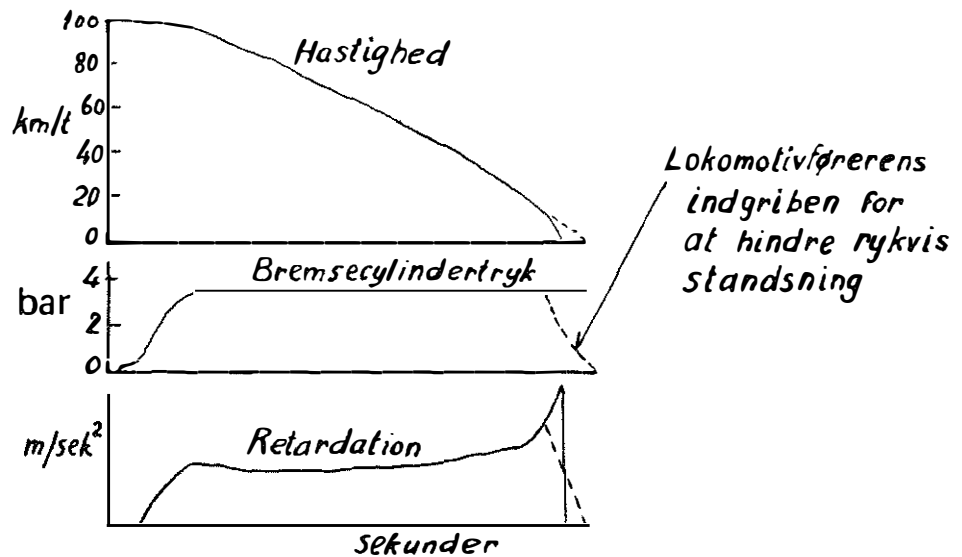 100
80
60
km/t
40
20
0
Hastighed
Lokomotivførerens
indgriben for
at hindre rykvis
standsning
Bremsecylindertryk
4
bar
2
0
m/sek²
Retardation
sekunder